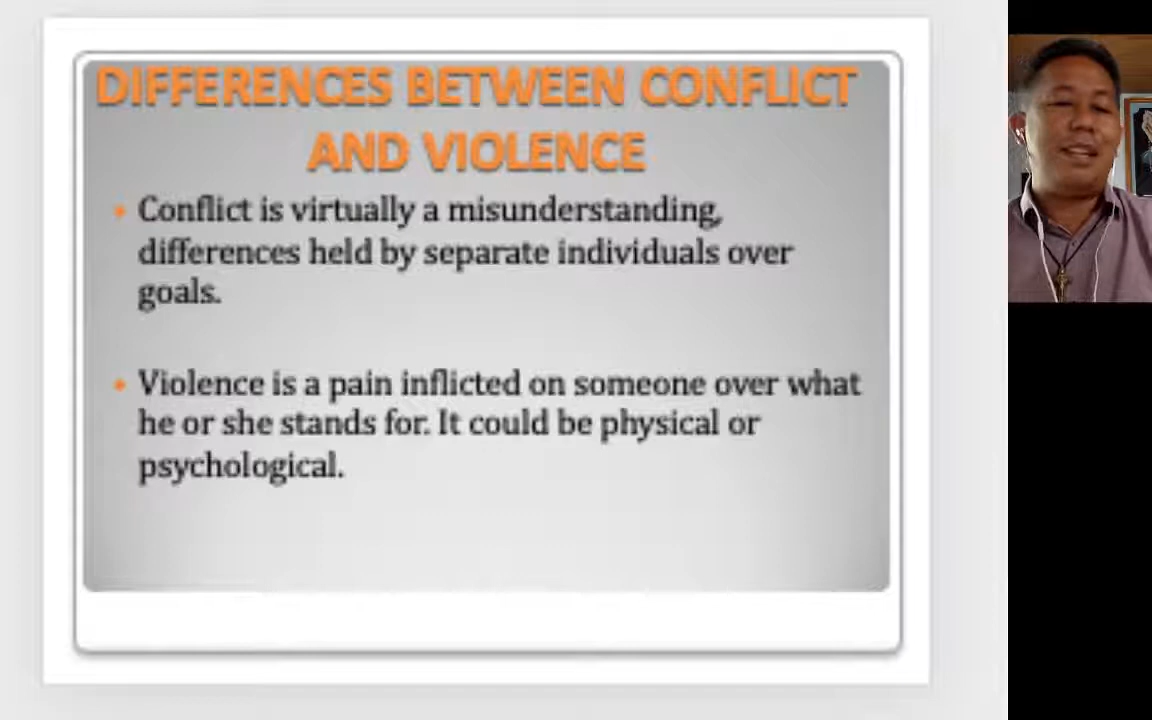 DIFFERENCES BETWEEN CONFLICT
AND VIOLENCE
• Conflict is virtually a misunderstanding,
differences held by separate individuals over
goals.
• Violence is a pain inflicted on someone over what
he or she stands for. It could be physical or
psychological.